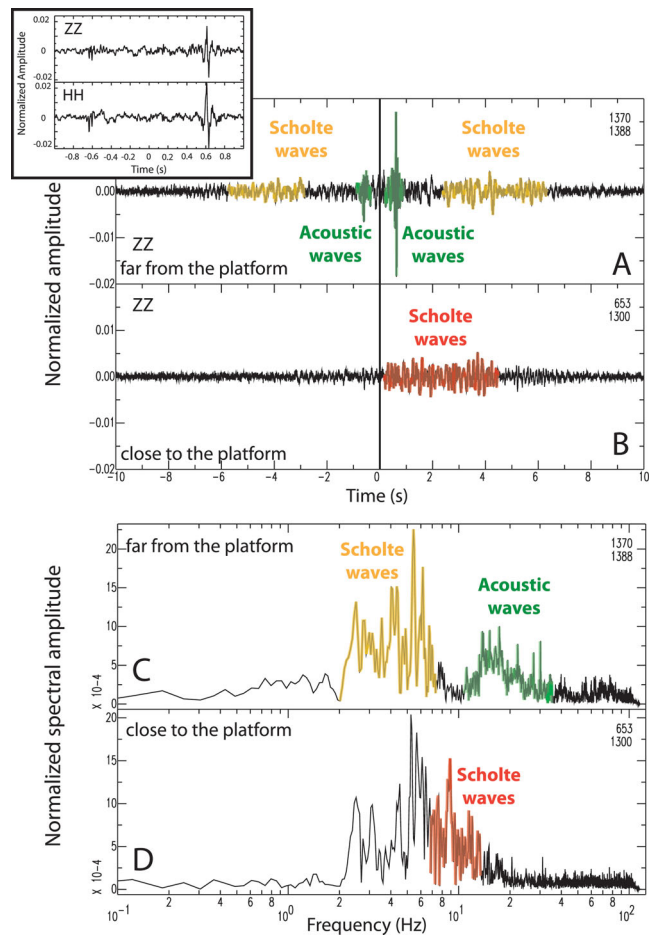 Normalized Amplitude
0.02
ZZ
0
-0.02
HH
0.02
0
-0.02
-0.8 -0.6 -0.4 -0.2 0 0.2 0.4 0.6 0.8
Time (s)
Normalized amplitude
1370
1388
Scholte
waves
Scholte
waves
0.00
Acoustic
waves
Acoustic
waves
-0.01
ZZ
far from the platform
A
-0.02
ZZ
653
1300
Scholte
waves
0.01
0.00
-0.01
close to the platform
B
-0.02
-10 -8 -6 -4 -2 0 2 4 6 8 10
Time (s)
Normalized spectral amplitude
far from the platform
1370
1388
20
Scholte
waves
Acoustic
waves
15
10
C
5
X 10⁻⁴
0
close to the platform
653
1300
20
Scholte
waves
15
10
D
5
X 10⁻⁴
0
10⁻¹ 2 4 6 8 10⁰ 2 4 6 8 10¹ 2 4 6 8 10²
Frequency (Hz)